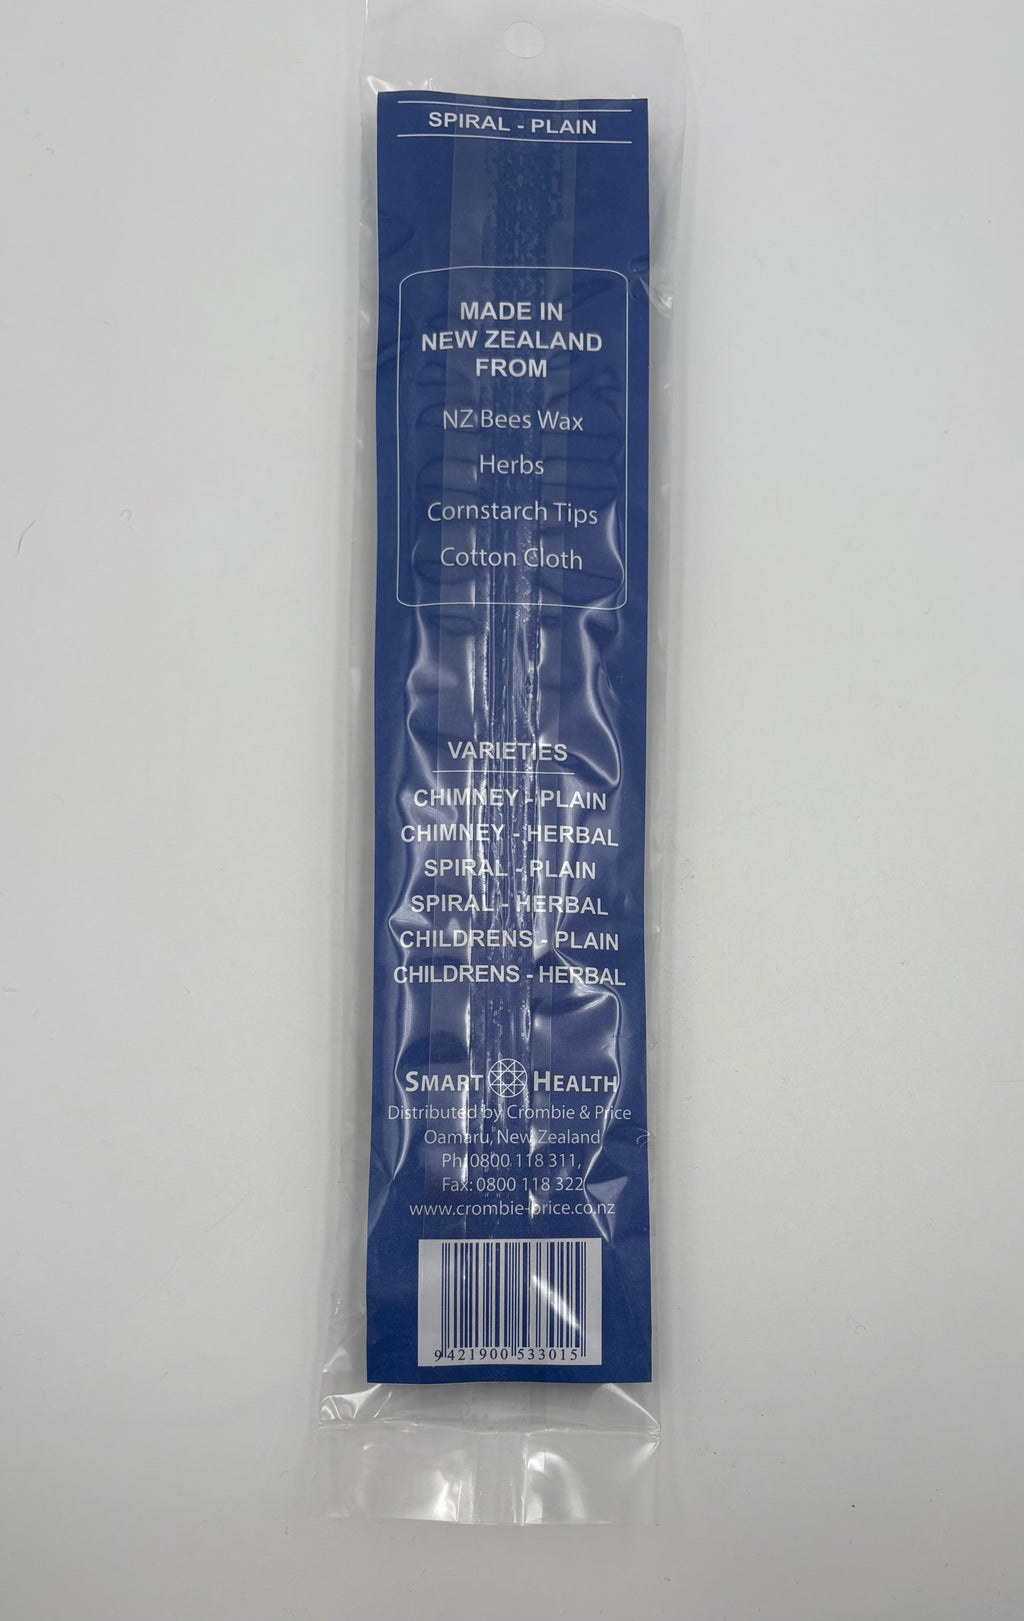 SPIRAL - PLAIN
MADE IN
NEW ZEALAND
FROM
NZ Bees Wax
Herbs
Cornstarch Tips
Cotton Cloth
VARIETIES
CHIMNEY - PLAIN
CHIMNEY - HERBAL
SPIRAL - PLAIN
SPIRAL - HERBAL
CHILDRENS - PLAIN
CHILDRENS - HERBAL
SMART HEALTH
Distributed by Crombie & Price
Oamaru, New Zealand
Ph: 0800 118 311,
Fax: 0800 118 322
www.crombie-price.co.nz
9 421900 533015